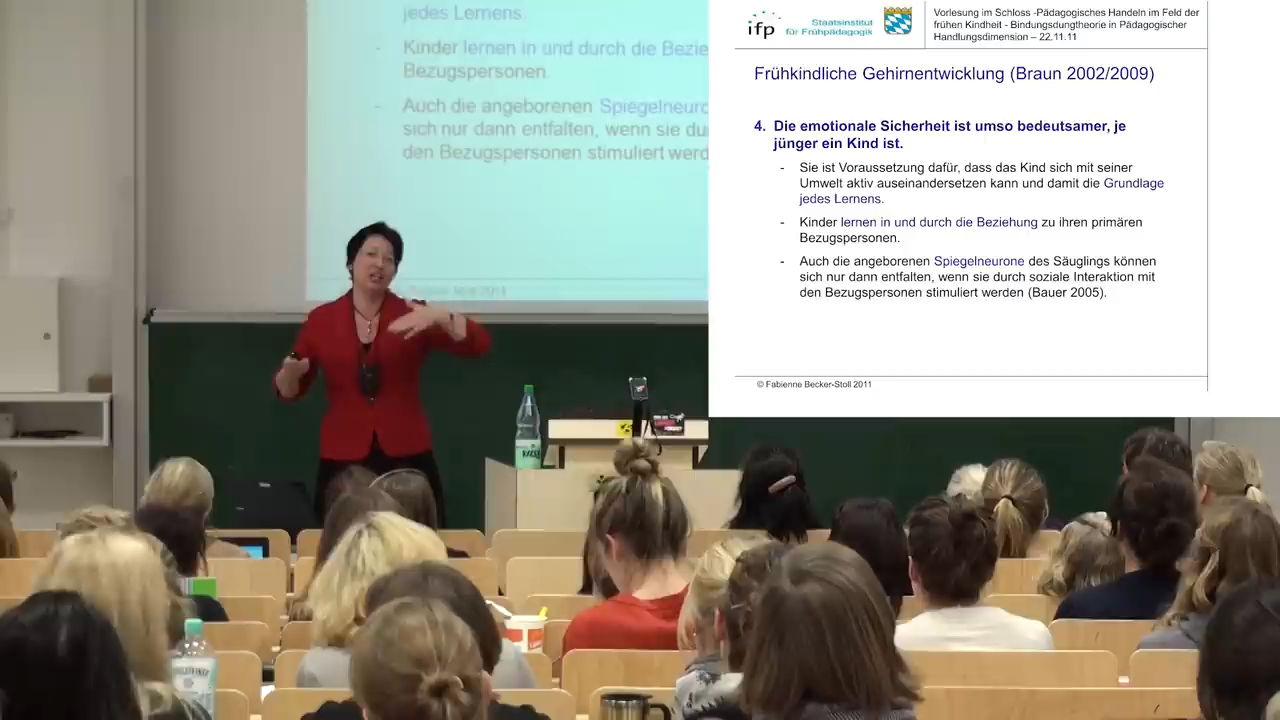 jedes Lernens.
- Kinder lernen in und durch die Bezie
Bezugspersonen.
- Auch die angeborenen Spiegelneuro
sich nur dann entfalten, wenn sie du
den Bezugspersonen stimuliert werd
ifp
Staatsinstitut
für Frühpädagogik
Vorlesung im Schloss -Pädagogisches Handeln im Feld der
frühen Kindheit - Bindungsdungtheorie in Pädagogischer
Handlungsdimension – 22.11.11
Frühkindliche Gehirnentwicklung (Braun 2002/2009)
4. Die emotionale Sicherheit ist umso bedeutsamer, je
jünger ein Kind ist.
- Sie ist Voraussetzung dafür, dass das Kind sich mit seiner
Umwelt aktiv auseinandersetzen kann und damit die Grundlage
jedes Lernens.
- Kinder lernen in und durch die Beziehung zu ihren primären
Bezugspersonen.
- Auch die angeborenen Spiegelneurone des Säuglings können
sich nur dann entfalten, wenn sie durch soziale Interaktion mit
den Bezugspersonen stimuliert werden (Bauer 2005).
© Fabienne Becker-Stoll 2011